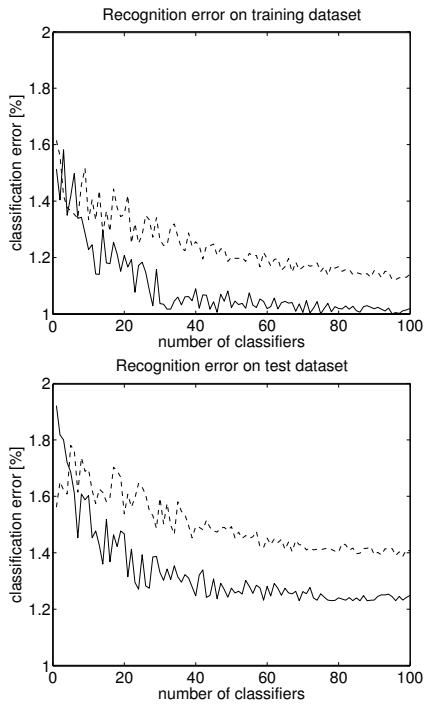 Recognition error on training dataset
2
1.8
1.6
1.4
1.2
1
classification error [%]
0 20 40 60 80 100
number of classifiers
Recognition error on test dataset
2
1.8
1.6
1.4
1.2
1
classification error [%]
0 20 40 60 80 100
number of classifiers